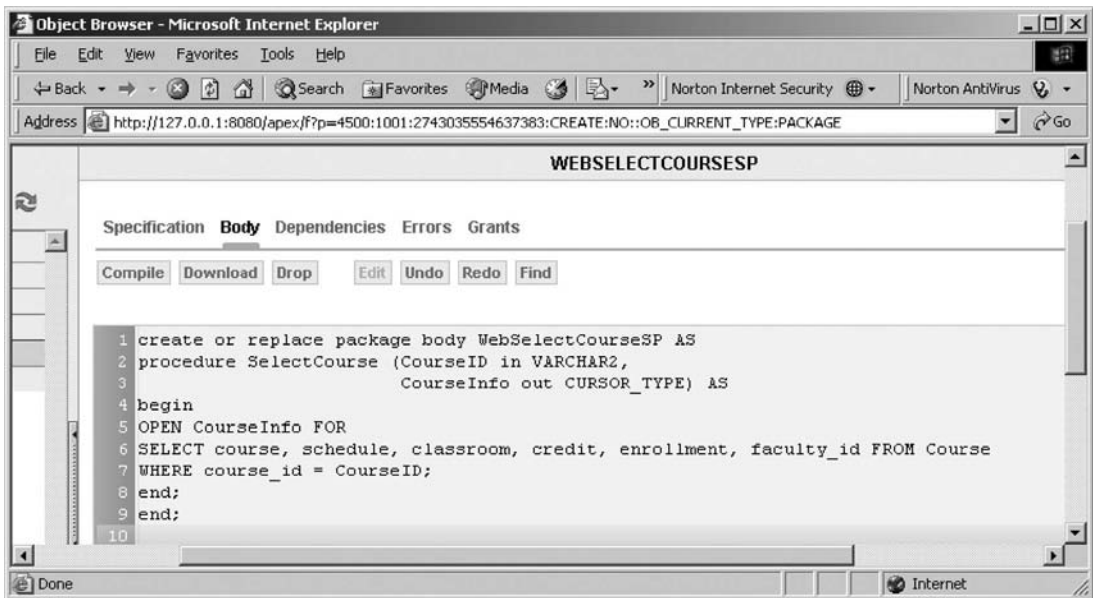 Object Browser - Microsoft Internet Explorer
File Edit View Favorites Tools Help
Back Search Favorites Media » Norton Internet Security Norton AntiVirus
Address http://127.0.0.1:8080/apex/f?p=4500:1001:2743035554637383:CREATE:NO::OB_CURRENT_TYPE:PACKAGE Go
WEBSELECTCOURSESP
Specification Body Dependencies Errors Grants
Compile Download Drop Edit Undo Redo Find
1 create or replace package body WebSelectCourseSP AS
2 procedure SelectCourse (CourseID in VARCHAR2,
3 CourseInfo out CURSOR_TYPE) AS
4 begin
5 OPEN CourseInfo FOR
6 SELECT course, schedule, classroom, credit, enrollment, faculty_id FROM Course
7 WHERE course_id = CourseID;
8 end;
9 end;
10
Done Internet